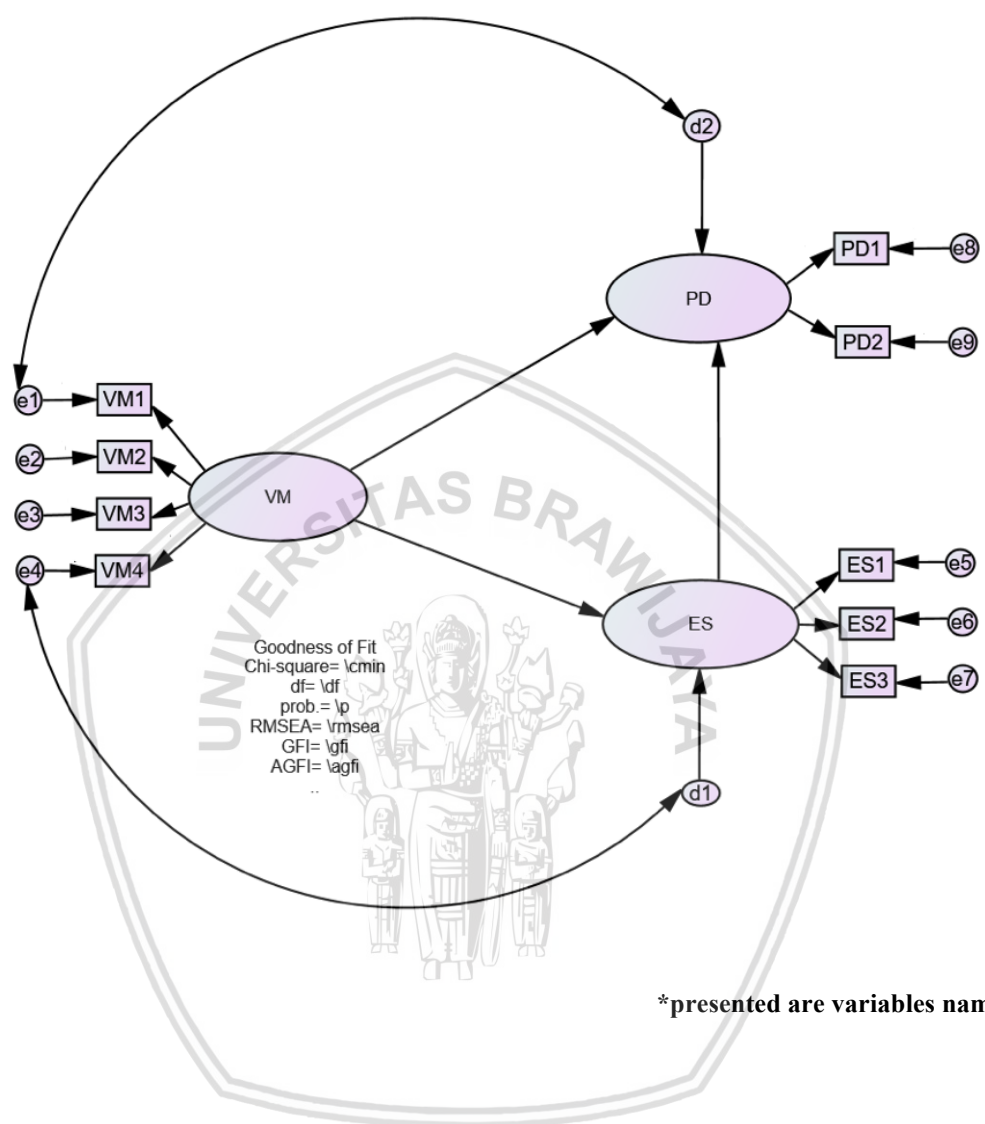 d2
PD1
e8
PD
PD2
e9
e1
VM1
e2
VM2
VM
e3
VM3
e4
VM4
UNIVERSITAS BRAWIJAYA
ES1
e5
ES
ES2
e6
ES3
e7
Goodness of Fit
Chi-square= \cmin
df= \df
prob.= \p
RMSEA= \rmsea
GFI= \gfi
AGFI= \agfi
..
d1
*presented are variables nam